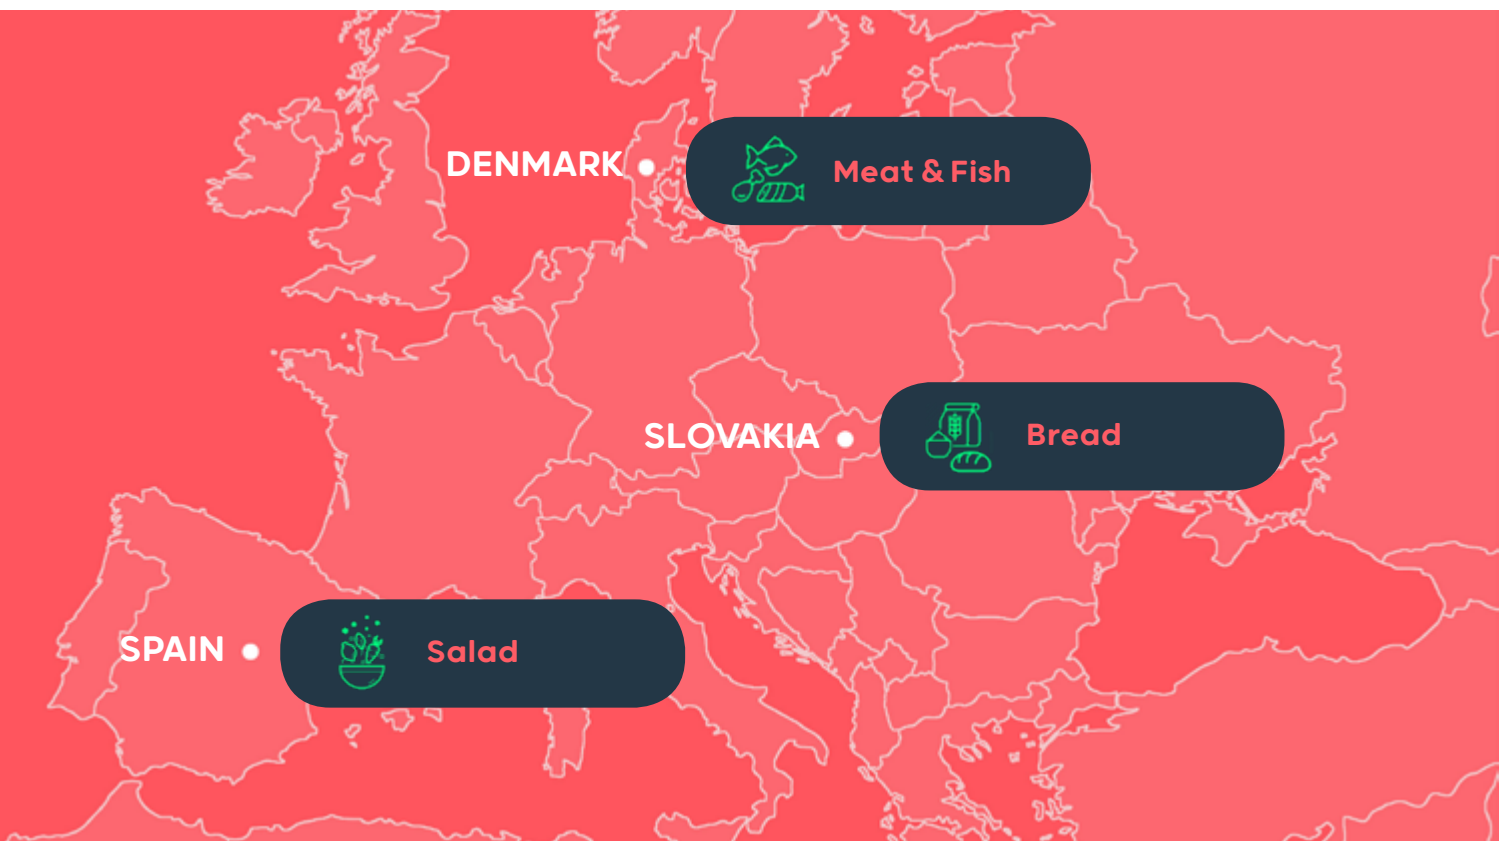 DENMARK
Meat & Fish
SLOVAKIA
Bread
SPAIN
Salad